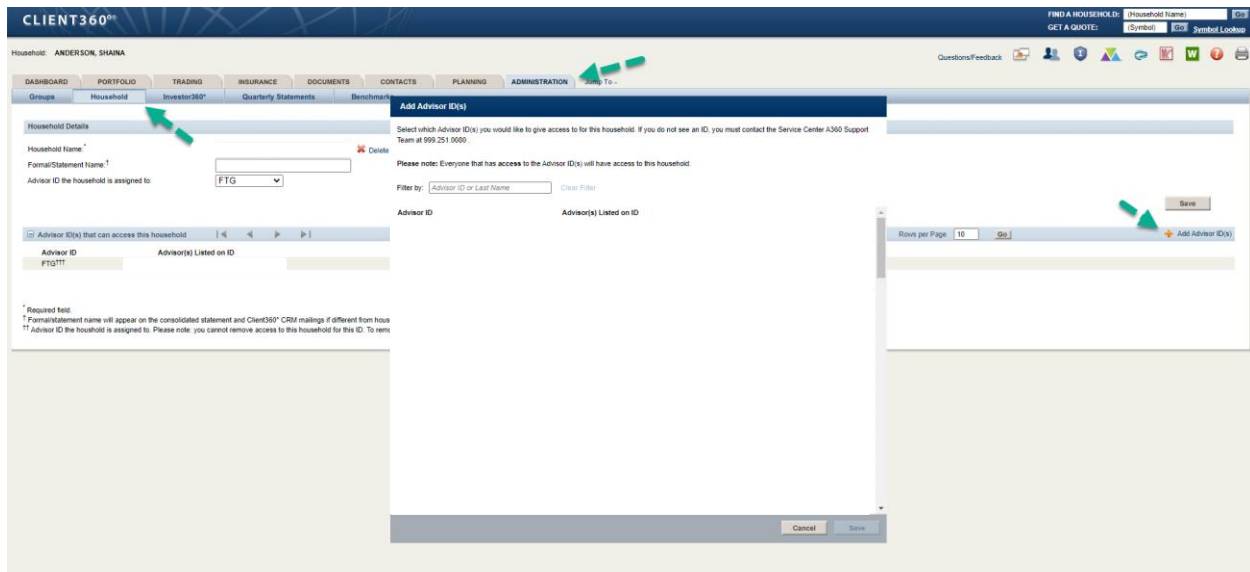 CLIENT360°
FIND A HOUSEHOLD: (Household Name) Go
GET A QUOTE: (Symbol) Go Symbol Lookup
Household: ANDERSON, SHAINA
Questions/Feedback
DASHBOARD PORTFOLIO TRADING INSURANCE DOCUMENTS CONTACTS PLANNING ADMINISTRATION Jump To
Groups Household Investor360° Quarterly Statements Benchmarks
Add Advisor ID(s)
Select which Advisor ID(s) you would like to give access to for this household. If you do not see an ID, you must contact the Service Center A360 Support
Team at 999.251.0080 .
Please note: Everyone that has access to the Advisor ID(s) will have access to this household.
Filter by: Advisor ID or Last Name Clear Filter
Advisor ID Advisor(s) Listed on ID
Cancel Save
Household Details
Household Name:*
Delete
Formal/Statement Name:†
Advisor ID the household is assigned to: FTG
Save
Advisor ID(s) that can access this household
Rows per Page 10 Go
Add Advisor ID(s)
Advisor ID Advisor(s) Listed on ID
FTG†††
* Required field.
† Formal/statement name will appear on the consolidated statement and Client360° CRM mailings if different from hous
†† Advisor ID the houshold is assigned to. Please note: you cannot remove access to this household for this ID. To remo